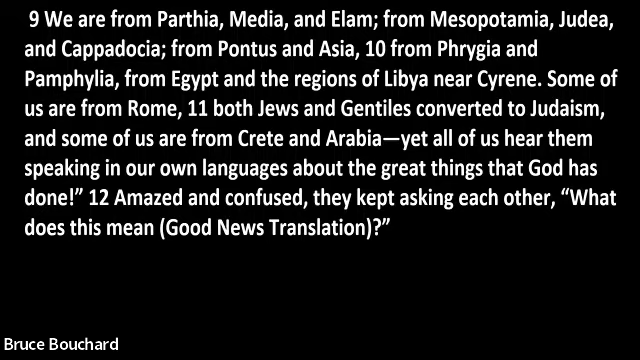 9 We are from Parthia, Media, and Elam; from Mesopotamia, Judea,
and Cappadocia; from Pontus and Asia, 10 from Phrygia and
Pamphylia, from Egypt and the regions of Libya near Cyrene. Some of
us are from Rome, 11 both Jews and Gentiles converted to Judaism,
and some of us are from Crete and Arabia—yet all of us hear them
speaking in our own languages about the great things that God has
done!” 12 Amazed and confused, they kept asking each other, “What
does this mean (Good News Translation)?”
Bruce Bouchard